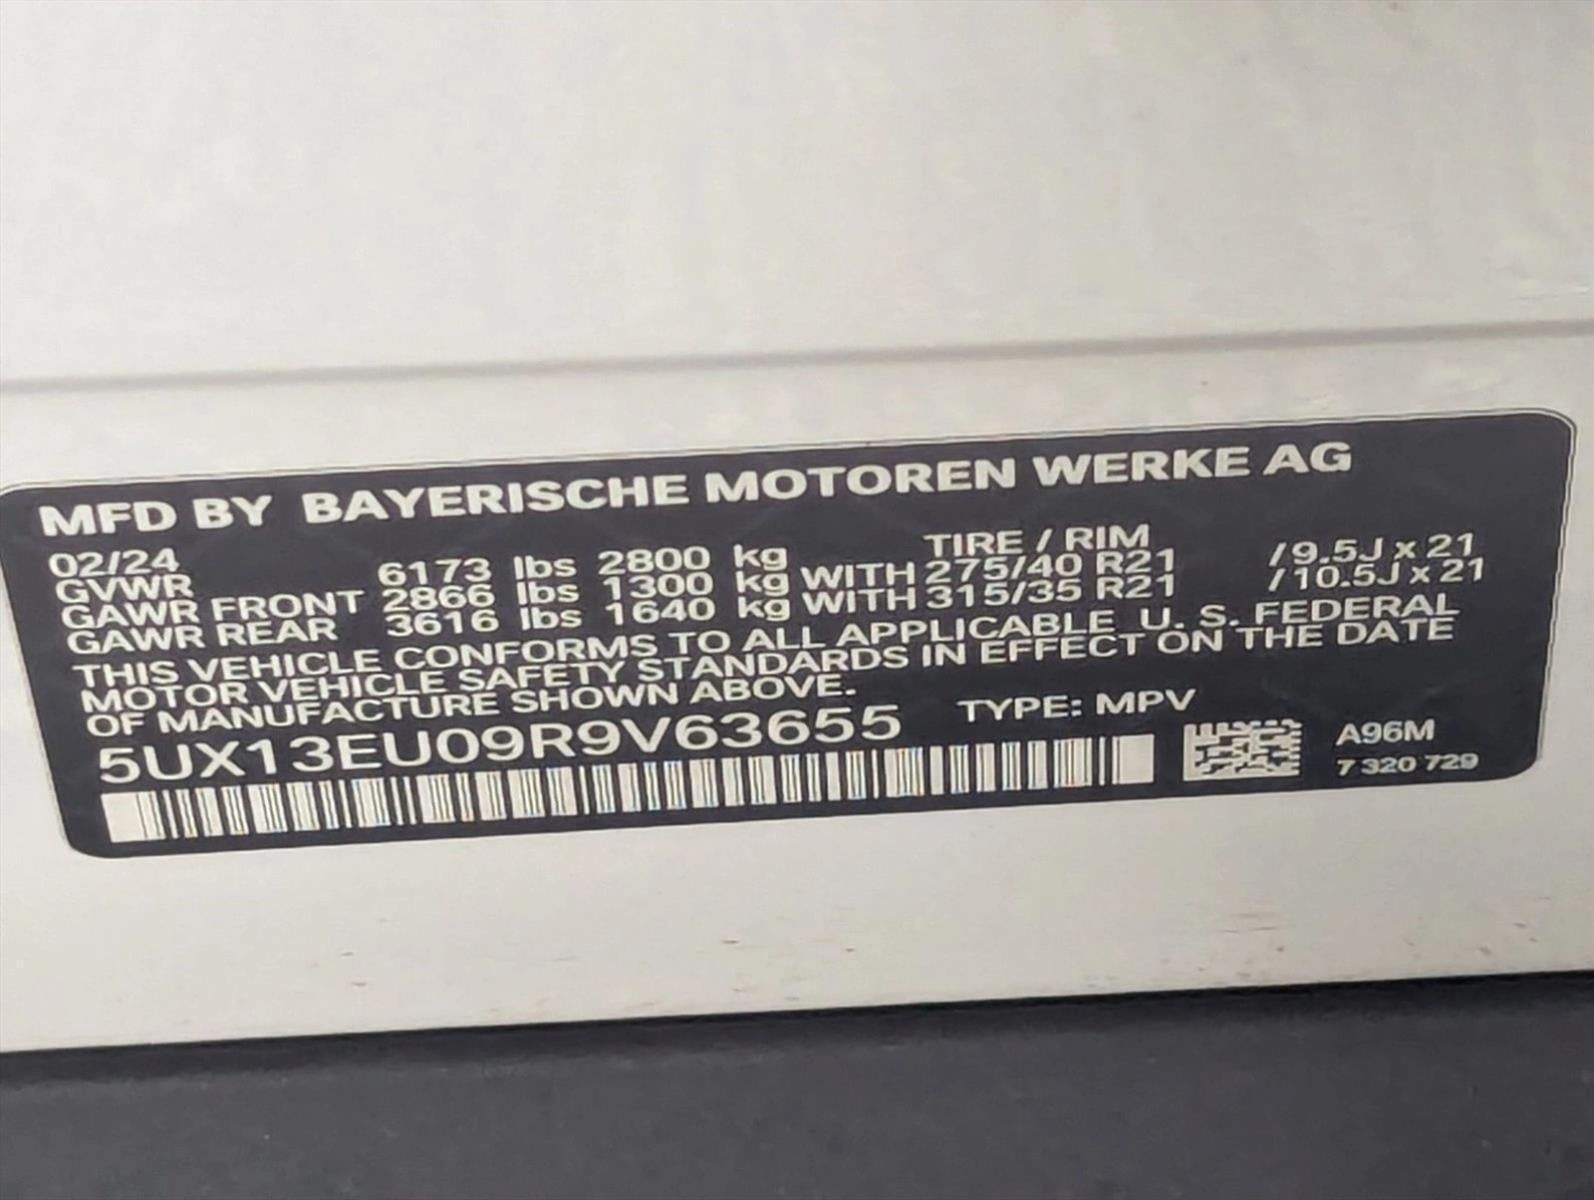 MFD BY BAYERISCHE MOTOREN WERKE AG
02/24 TIRE / RIM
GVWR 6173 lbs 2800 kg
GAWR FRONT 2866 lbs 1300 kg WITH 275/40 R21 /9.5J x 21
GAWR REAR 3616 lbs 1640 kg WITH 315/35 R21 /10.5J x 21
THIS VEHICLE CONFORMS TO ALL APPLICABLE U. S. FEDERAL
MOTOR VEHICLE SAFETY STANDARDS IN EFFECT ON THE DATE
OF MANUFACTURE SHOWN ABOVE.
5UX13EU09R9V63655 TYPE: MPV
A96M
7 320 729